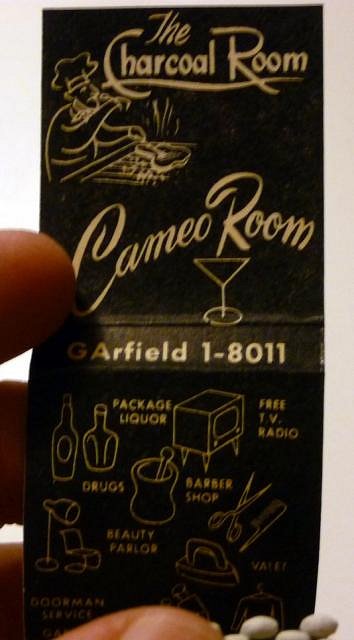 The
Charcoal Room
Cameo Room
GArfield 1-8011
PACKAGE
LIQUOR
FREE
T.V.
RADIO
DRUGS
BARBER
SHOP
BEAUTY
PARLOR
VALET
DOORMAN
SERVICE